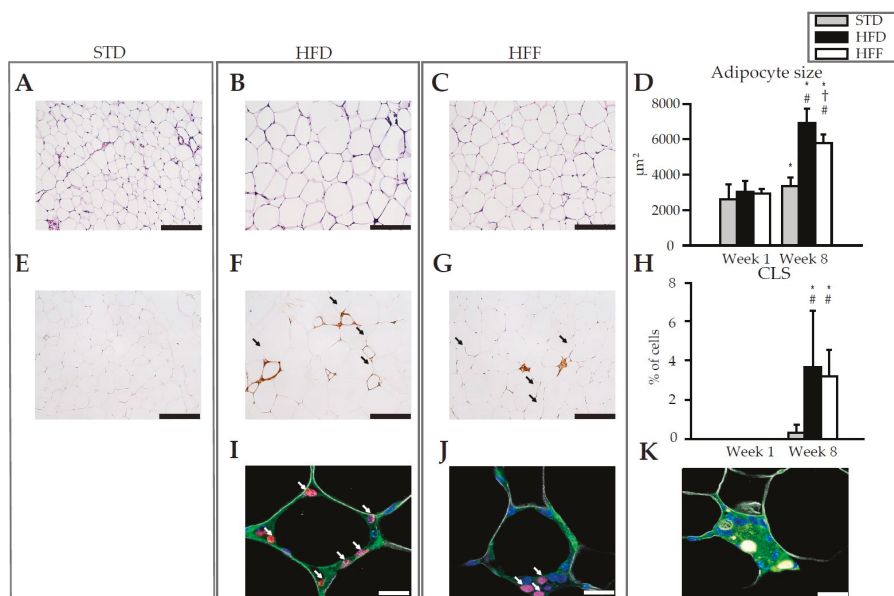 STD
HFD
HFF
STD
HFD
HFF
A
B
C
D
Adipocyte size
*
#
*
†
#
*
8000
6000
4000
2000
0
μm²
Week 1
Week 8
E
F
G
H
CLS
*
#
*
#
8
6
4
2
0
% of cells
Week 1
Week 8
I
J
K